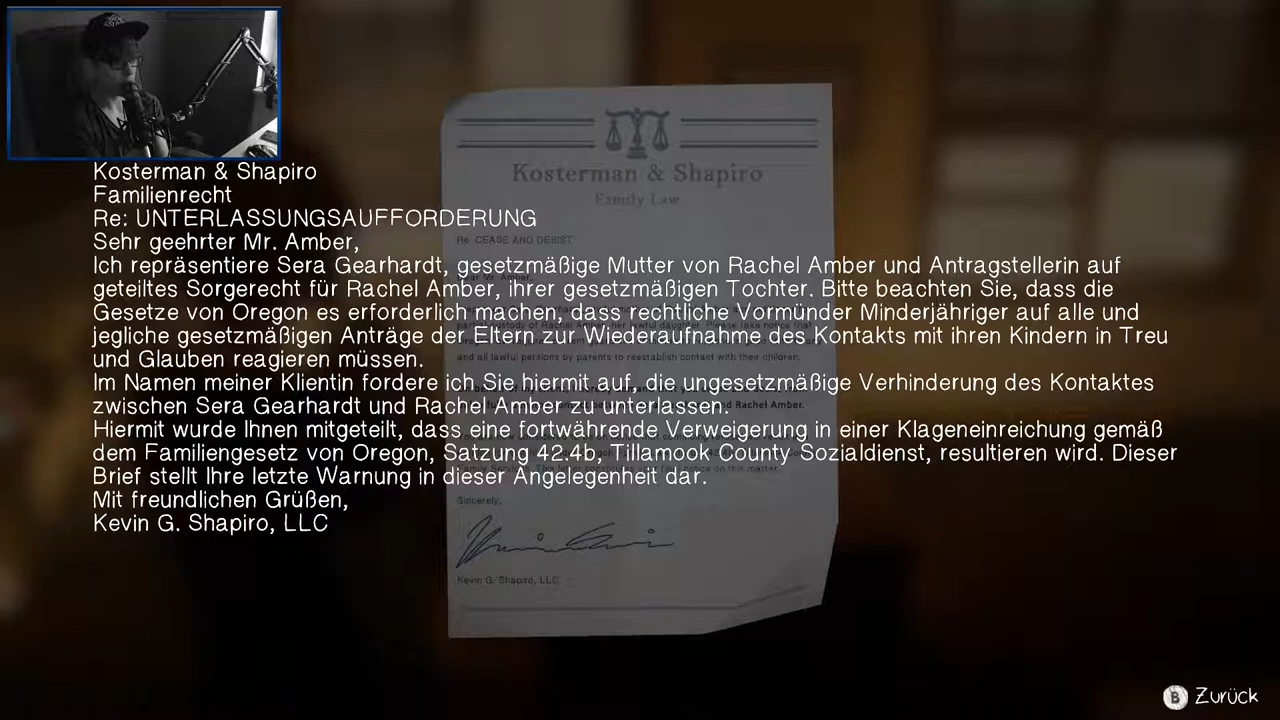 Kosterman & Shapiro
Familienrecht
Re: UNTERLASSUNGSAUFFORDERUNG
Sehr geehrter Mr. Amber,
Ich repräsentiere Sera Gearhardt, gesetzmäßige Mutter von Rachel Amber und Antragstellerin auf
geteiltes Sorgerecht für Rachel Amber, ihrer gesetzmäßigen Tochter. Bitte beachten Sie, dass die
Gesetze von Oregon es erforderlich machen, dass rechtliche Vormünder Minderjähriger auf alle und
jegliche gesetzmäßigen Anträge der Eltern zur Wiederaufnahme des Kontakts mit ihren Kindern in Treu
und Glauben reagieren müssen.
Im Namen meiner Klientin fordere ich Sie hiermit auf, die ungesetzmäßige Verhinderung des Kontaktes
zwischen Sera Gearhardt und Rachel Amber zu unterlassen.
Hiermit wurde Ihnen mitgeteilt, dass eine fortwährende Verweigerung in einer Klageneinreichung gemäß
dem Familiengesetz von Oregon, Satzung 42.4b, Tillamook County Sozialdienst, resultieren wird. Dieser
Brief stellt Ihre letzte Warnung in dieser Angelegenheit dar.
Mit freundlichen Grüßen,
Kevin G. Shapiro, LLC
Kosterman & Shapiro
Family Law
Re: CEASE AND DESIST
and all lawful petitions by parents to reestablish contact with their children.
Rachel Amber.
Sincerely,
Kevin G. Shapiro, LLC
B Zurück